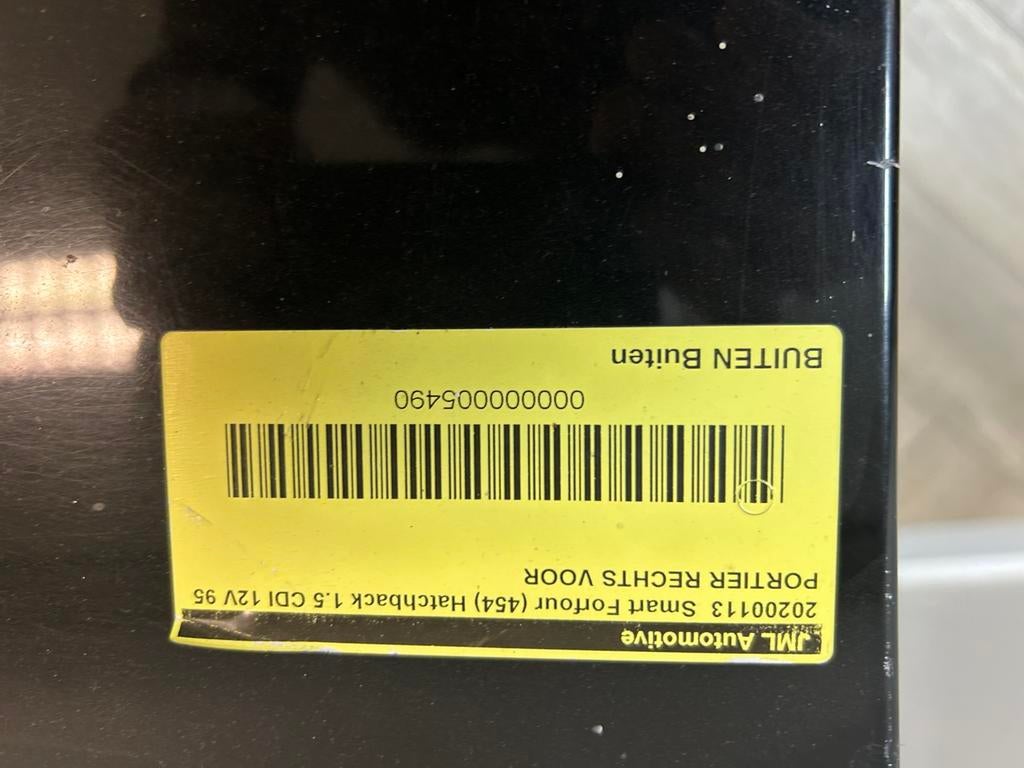 JML Automotive
20200113 Smart Forfour (454) Hatchback 1.5 CDI 12V 95
PORTIER RECHTS VOOR
000000005490
BUITEN Buiten